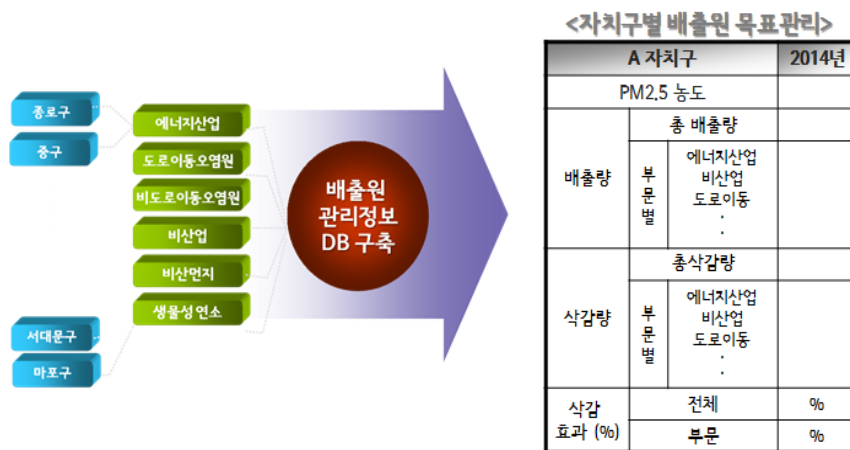 종로구
중구
서대문구
마포구
에너지산업
도로이동오염원
비도로이동오염원
비산업
비산먼지
생물성 연소
배출원
관리정보
DB 구축
<자치구별 배출원 목표관리>
A 자치구 2014년
PM2.5 농도
배출량
총 배출량
부문별
에너지산업
비산업
도로이동
.
.
삭감량
총삭감량
부문별
에너지산업
비산업
도로이동
.
.
삭감
효과 (%)
전체 %
부문 %